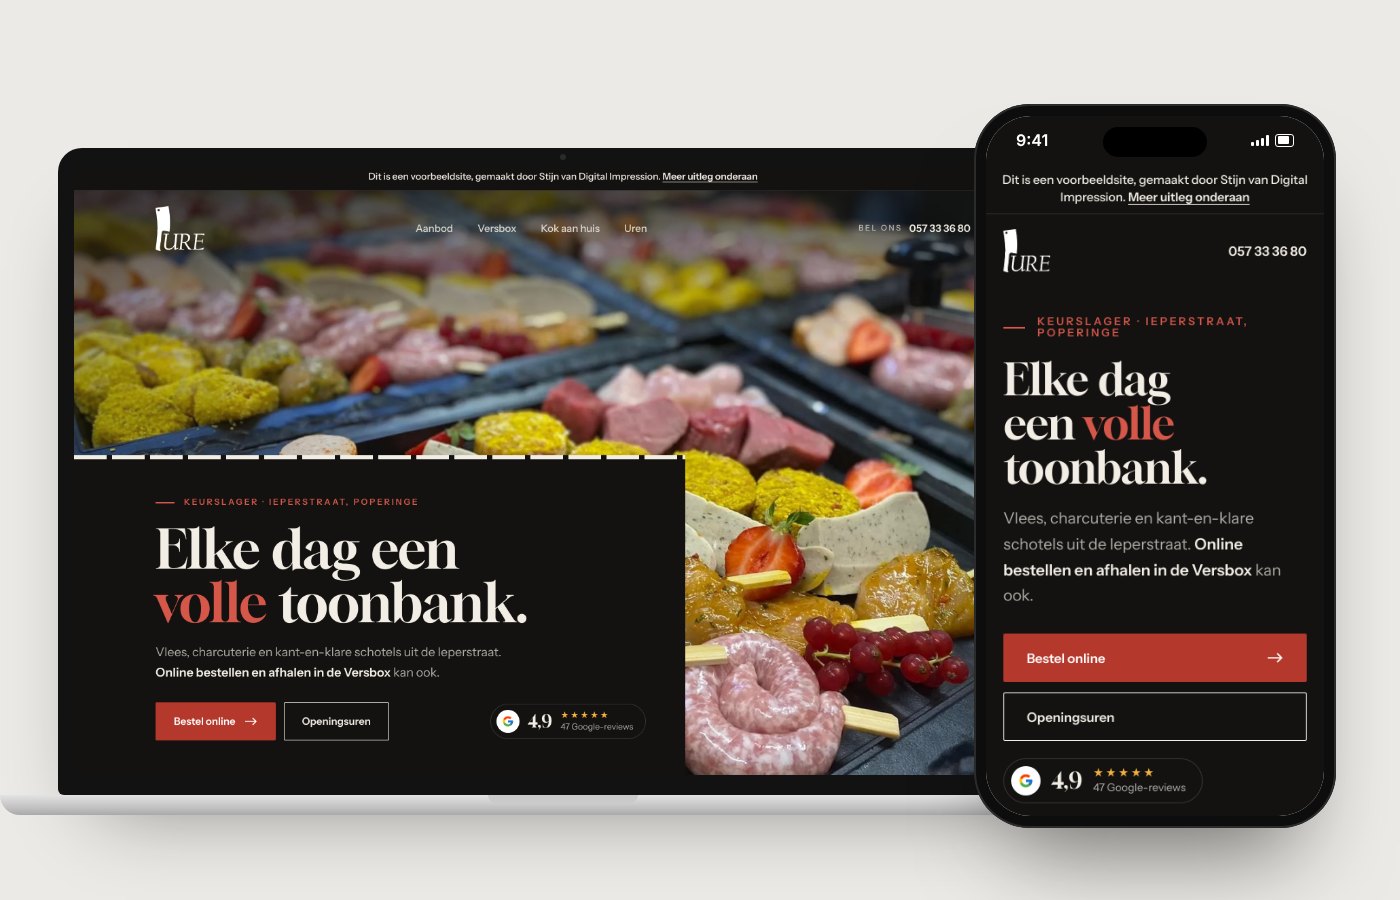 Dit is een voorbeeldsite, gemaakt door Stijn van Digital Impression. Meer uitleg onderaan
PURE
Aanbod Versbox Kok aan huis Uren
BEL ONS 057 33 36 80
KEURSLAGER · IEPERSTRAAT, POPERINGE
Elke dag een
volle toonbank.
Vlees, charcuterie en kant-en-klare schotels uit de Ieperstraat.
Online bestellen en afhalen in de Versbox kan ook.
Bestel online → Openingsuren
G 4,9 ★★★★★
47 Google-reviews
9:41
Dit is een voorbeeldsite, gemaakt door Stijn van Digital
Impression. Meer uitleg onderaan
PURE
057 33 36 80
KEURSLAGER · IEPERSTRAAT,
POPERINGE
Elke dag
een volle
toonbank.
Vlees, charcuterie en kant-en-klare
schotels uit de Ieperstraat. Online
bestellen en afhalen in de Versbox kan
ook.
Bestel online →
Openingsuren
G 4,9 ★★★★★
47 Google-reviews